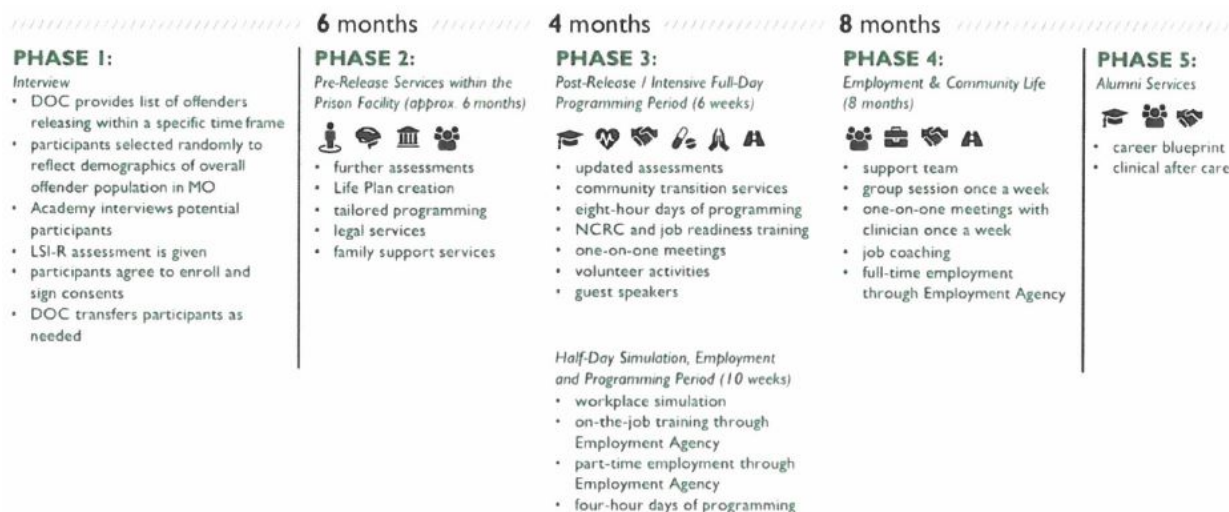 6 months
4 months
8 months
PHASE 1:
Interview
• DOC provides list of offenders
releasing within a specific time frame
• participants selected randomly to
reflect demographics of overall
offender population in MO
• Academy interviews potential
participants
• LSI-R assessment is given
• participants agree to enroll and
sign consents
• DOC transfers participants as
needed
PHASE 2:
Pre-Release Services within the
Prison Facility (approx. 6 months)
• further assessments
• Life Plan creation
• tailored programming
• legal services
• family support services
PHASE 3:
Post-Release / Intensive Full-Day
Programming Period (6 weeks)
• updated assessments
• community transition services
• eight-hour days of programming
• NCRC and job readiness training
• one-on-one meetings
• volunteer activities
• guest speakers
Half-Day Simulation, Employment
and Programming Period (10 weeks)
• workplace simulation
• on-the-job training through
Employment Agency
• part-time employment through
Employment Agency
• four-hour days of programming
PHASE 4:
Employment & Community Life
(8 months)
• support team
• group session once a week
• one-on-one meetings with
clinician once a week
• job coaching
• full-time employment
through Employment Agency
PHASE 5:
Alumni Services
• career blueprint
• clinical after care